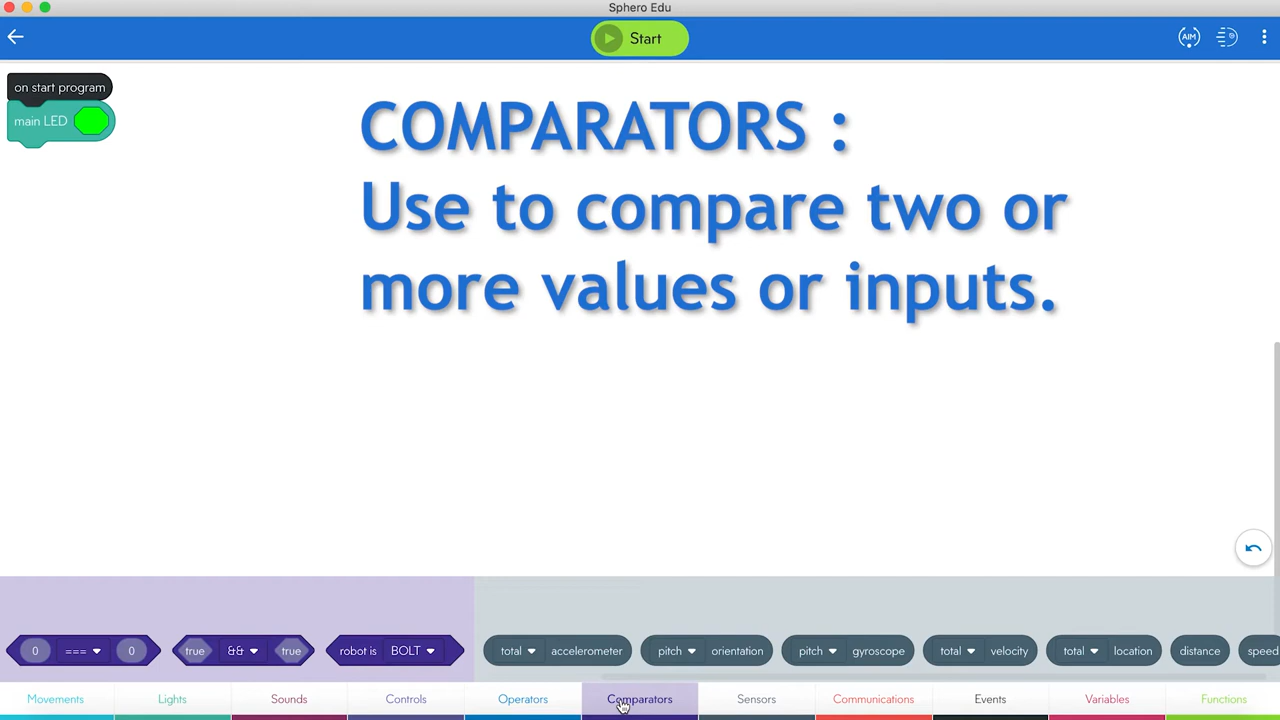 Sphero Edu
Start
AIM
on start program
main LED
COMPARATORS :
Use to compare two or
more values or inputs.
0 === 0
true && true
robot is BOLT
total accelerometer
pitch orientation
pitch gyroscope
total velocity
total location
distance
speed
Movements
Lights
Sounds
Controls
Operators
Comparators
Sensors
Communications
Events
Variables
Functions